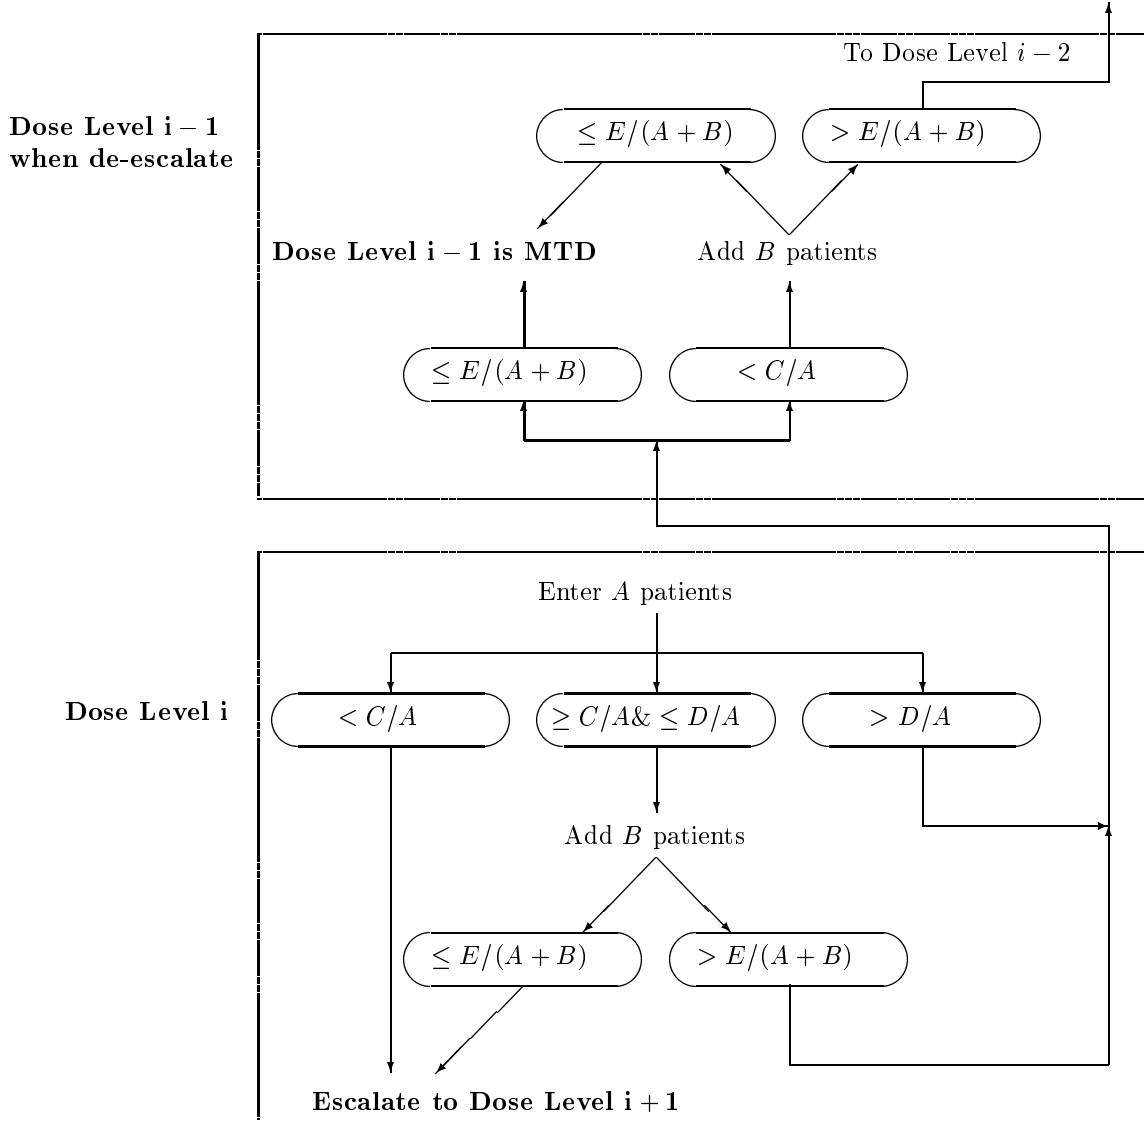 To Dose Level i − 2
Dose Level i − 1
when de-escalate
≤ E/(A + B)
> E/(A + B)
Dose Level i − 1 is MTD
Add B patients
≤ E/(A + B)
< C/A
Enter A patients
Dose Level i
< C/A
≥ C/A& ≤ D/A
> D/A
Add B patients
≤ E/(A + B)
> E/(A + B)
Escalate to Dose Level i + 1